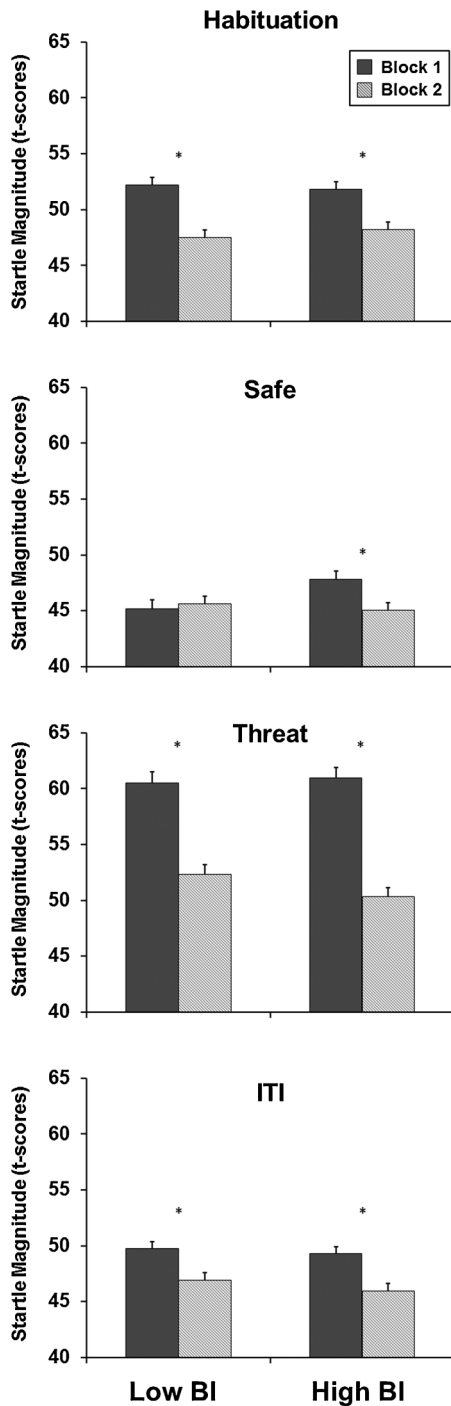 Habituation
Startle Magnitude (t-scores)
65
60
55
50
45
40
Block 1
Block 2
*
*
Safe
Startle Magnitude (t-scores)
65
60
55
50
45
40
*
Threat
Startle Magnitude (t-scores)
65
60
55
50
45
40
*
*
ITI
Startle Magnitude (t-scores)
65
60
55
50
45
40
*
*
Low BI
High BI